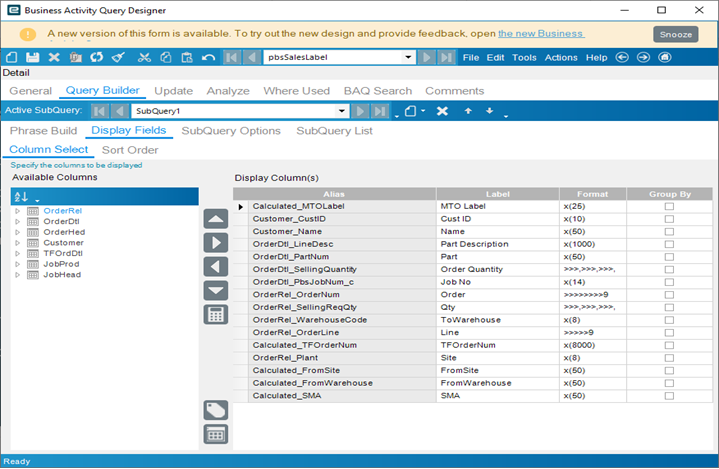 Business Activity Query Designer
A new version of this form is available. To try out the new design and provide feedback, open the new Business
Snooze
pbsSalesLabel File Edit Tools Actions Help
Detail
General Query Builder Update Analyze Where Used BAQ Search Comments
Active SubQuery: SubQuery1
Phrase Build Display Fields SubQuery Options SubQuery List
Column Select Sort Order
Specify the columns to be displayed
Available Columns
OrderRel
OrderDtl
OrderHed
Customer
TFOrdDtl
JobProd
JobHead
Display Column(s)
Alias Label Format Group By
Calculated_MTOLabel MTO Label x(25)
Customer_CustID Cust ID x(10)
Customer_Name Name x(50)
OrderDtl_LineDesc Part Description x(1000)
OrderDtl_PartNum Part x(50)
OrderDtl_SellingQuantity Order Quantity >>>,>>>,>>>,
OrderDtl_PbsJobNum_c Job No x(14)
OrderRel_OrderNum Order >>>>>>>>9
OrderRel_SellingReqQty Qty >>>,>>>,>>>,
OrderRel_WarehouseCode ToWarehouse x(8)
OrderRel_OrderLine Line >>>>>9
Calculated_TFOrderNum TFOrderNum x(8000)
OrderRel_Plant Site x(8)
Calculated_FromSite FromSite x(50)
Calculated_FromWarehouse FromWarehouse x(50)
Calculated_SMA SMA x(50)
Ready